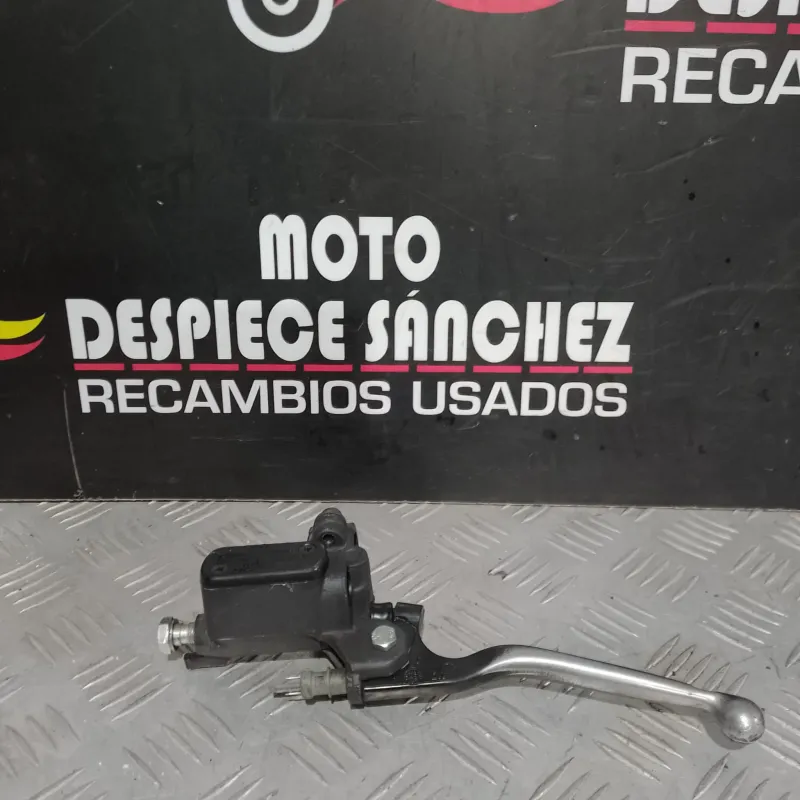 RECA
MOTO
DESPIECE SÁNCHEZ
RECAMBIOS USADOS